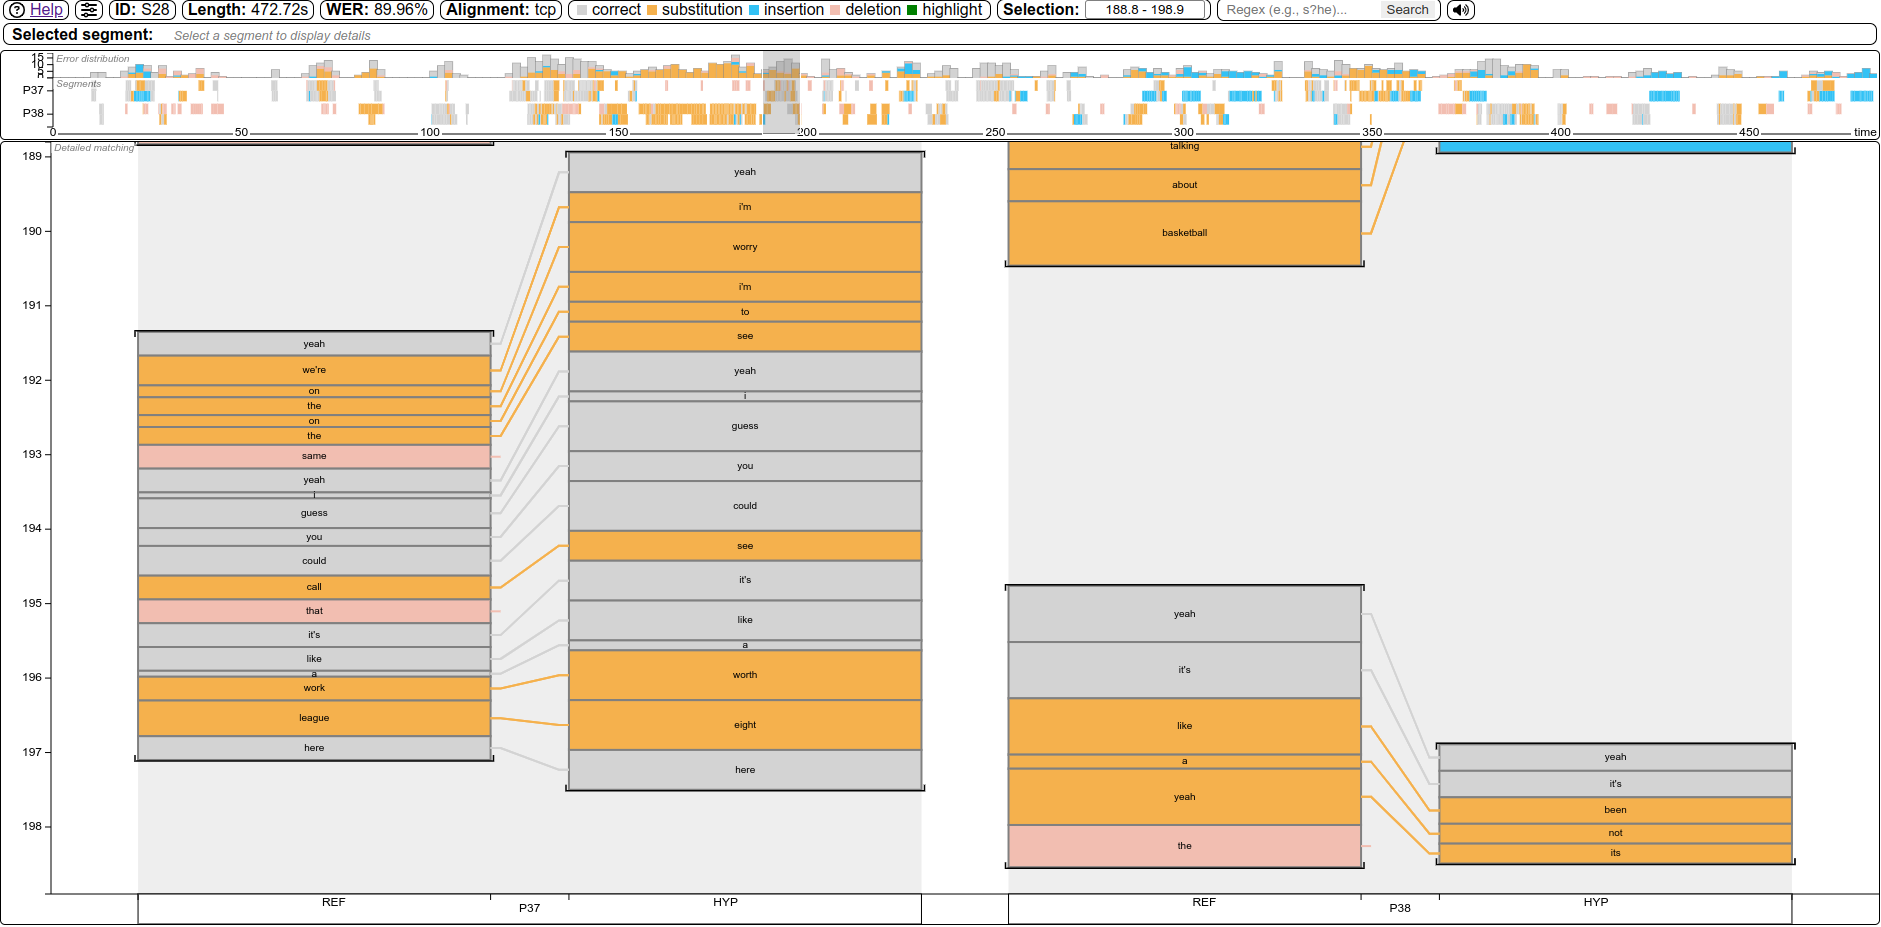 ? Help ID: S28 Length: 472.72s WER: 89.96% Alignment: tcp correct substitution insertion deletion highlight Selection: 188.8 - 198.9 Regex (e.g., s?he)... Search
Selected segment: Select a segment to display details
15
10
Error distribution
Segments
P37
P38
0 50 100 150 200 250 300 350 400 450 time
Detailed matching
189
190
191
192
193
194
195
196
197
198
yeah
we're
on
the
on
the
same
yeah
i
guess
you
could
call
that
it's
like
a
work
league
here
yeah
i'm
worry
i'm
to
see
yeah
i
guess
you
could
see
it's
like
a
worth
eight
here
talking
about
basketball
yeah
it's
like
a
yeah
the
yeah
it's
been
not
its
REF P37 HYP REF P38 HYP